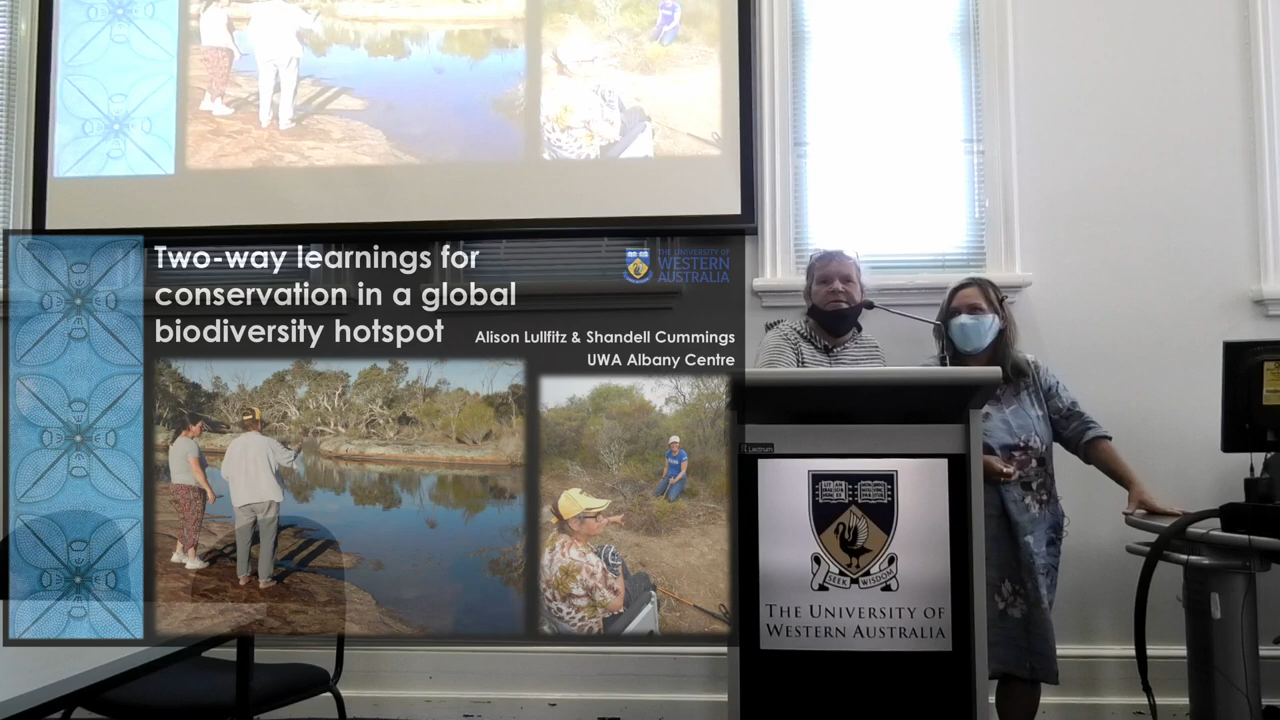 Two-way learnings for
conservation in a global
biodiversity hotspot
THE UNIVERSITY OF
WESTERN
AUSTRALIA
Alison Lullfitz & Shandell Cummings
UWA Albany Centre
Lectrum
SEEK WISDOM
THE UNIVERSITY OF
WESTERN AUSTRALIA